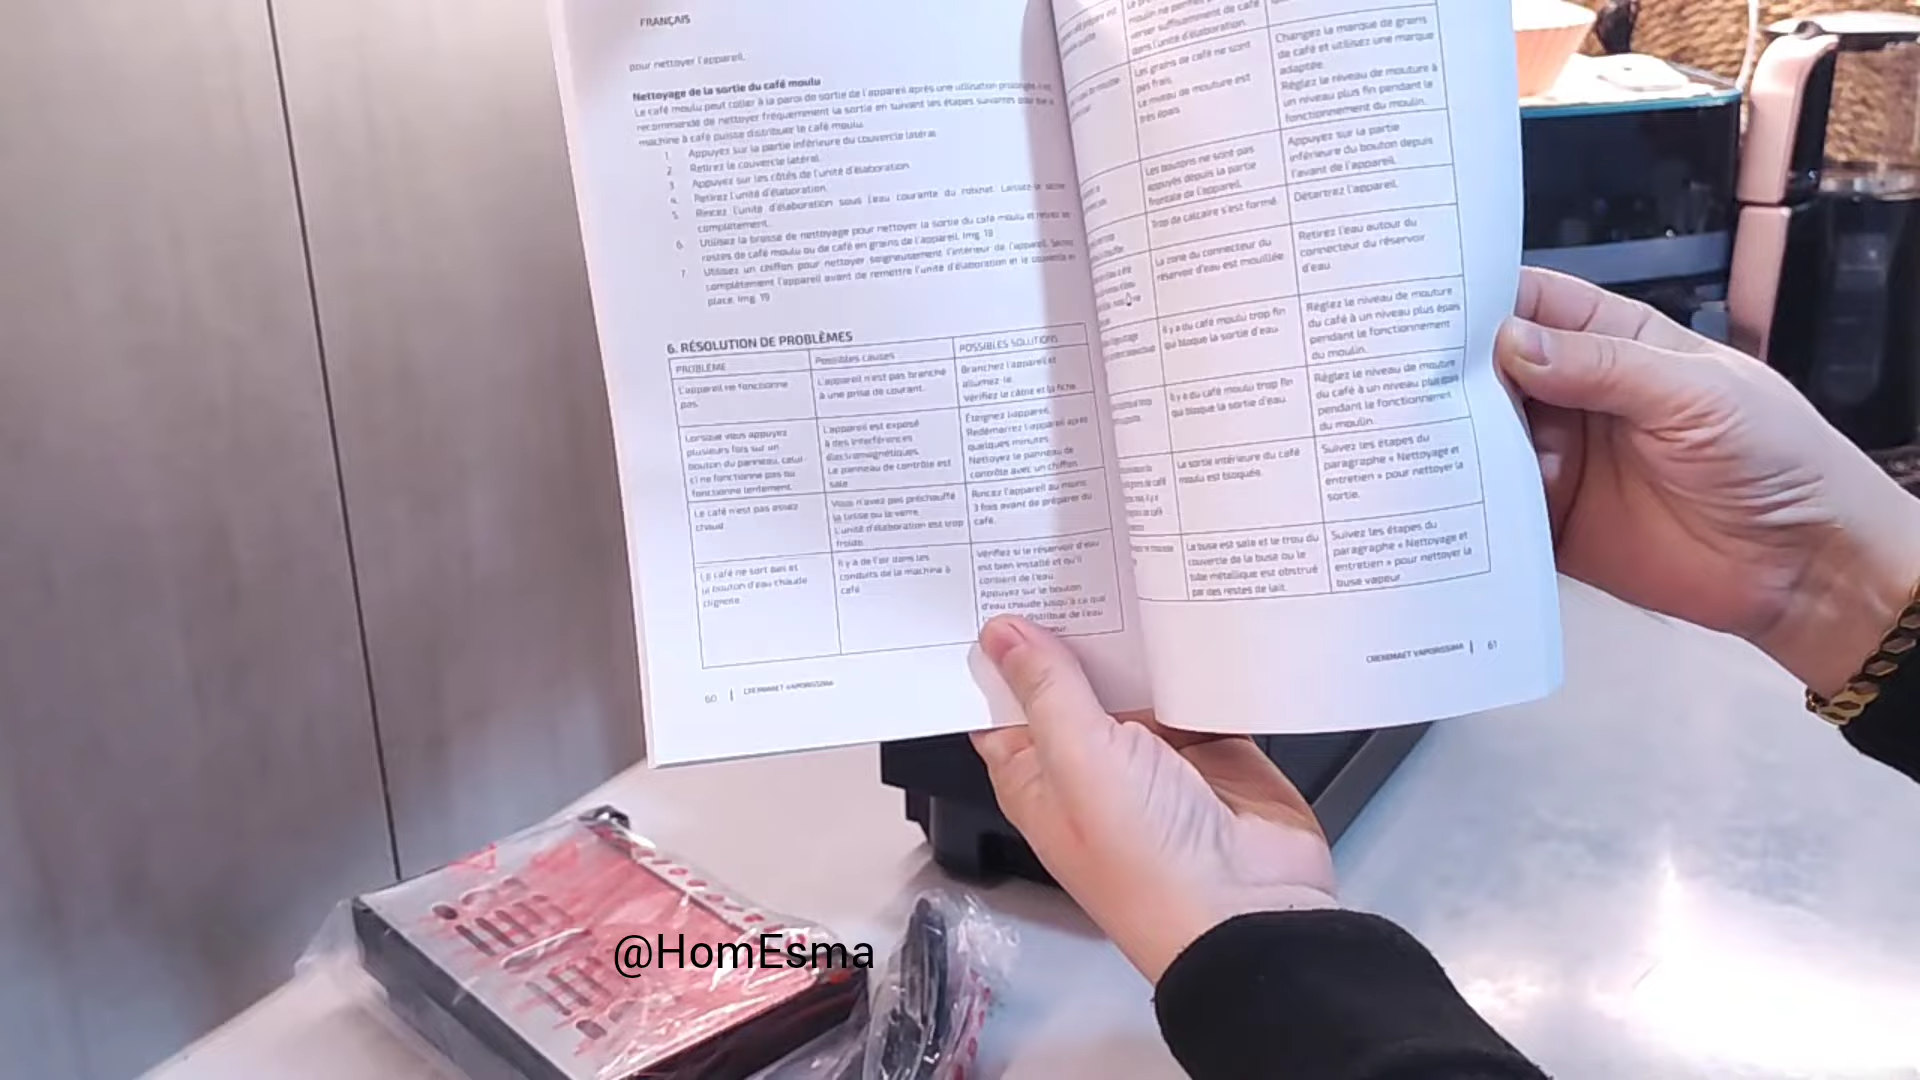 FRANÇAIS
pour nettoyer l'appareil.
Nettoyage de la sortie du café moulu
Le café moulu peut coller à la paroi de sortie de l'appareil après une utilisation prolongée. Il est
recommandé de nettoyer fréquemment la sortie en suivant les étapes suivantes pour que la
machine à café puisse distribuer le café moulu.
1. Appuyez sur la partie inférieure du couvercle latéral.
2. Retirez le couvercle latéral.
3. Appuyez sur les côtés de l'unité d'élaboration.
4. Retirez l'unité d'élaboration.
5. Rincez l'unité d'élaboration sous l'eau courante du robinet. Laissez-la sécher
complètement.
6. Utilisez la brosse de nettoyage pour nettoyer la sortie du café moulu et
restes de café moulu ou de café en grains de l'appareil. Img. 19
7. Utilisez un chiffon pour nettoyer soigneusement l'intérieur de l'appareil. Séchez
complètement l'appareil avant de remettre l'unité d'élaboration et le couvercle en
place. Img. 19
6. RÉSOLUTION DE PROBLÈMES
PROBLÈME
Possibles causes
POSSIBLES SOLUTIONS
L'appareil ne fonctionne
pas.
L'appareil n'est pas branché
à une prise de courant.
Branchez l'appareil et
allumez-le.
Vérifiez le câble et la fiche.
Lorsque vous appuyez
plusieurs fois sur un
bouton du panneau, celui-
ci ne fonctionne pas ou
fonctionne lentement.
L'appareil est exposé
à des interférences
électromagnétiques.
Le panneau de contrôle est
sale.
Éteignez l'appareil.
Redémarrez l'appareil après
quelques minutes.
Nettoyez le panneau de
contrôle avec un chiffon.
Le café n'est pas assez
chaud.
Vous n'avez pas préchauffé
la tasse ou le verre.
L'unité d'élaboration est trop
froide.
Rincez l'appareil au moins
3 fois avant de préparer du
café.
Le café ne sort pas et
le bouton d'eau chaude
clignote.
Il y a de l'air dans les
conduits de la machine à
café.
Vérifiez si le réservoir d'eau
est bien installé et qu'il
contient de l'eau.
Appuyez sur le bouton
d'eau chaude jusqu'à ce que
distribue de l'eau
60 | CREMMAET VAPORISSIMA
moulin ne permet
verser suffisamment de café
dans l'unité d'élaboration.
Les grains de café ne sont
pas frais.
Le niveau de mouture est
très épais.
Changez la marque de grains
de café et utilisez une marque
adaptée.
Réglez le niveau de mouture à
un niveau plus fin pendant le
fonctionnement du moulin.
Les boutons ne sont pas
appuyés depuis la partie
frontale de l'appareil.
Appuyez sur la partie
inférieure du bouton depuis
l'avant de l'appareil.
Trop de calcaire s'est formé.
Détartrez l'appareil.
La zone du connecteur du
réservoir d'eau est mouillée.
Retirez l'eau autour du
connecteur du réservoir
d'eau.
Il y a du café moulu trop fin
qui bloque la sortie d'eau.
Réglez le niveau de mouture
du café à un niveau plus épais
pendant le fonctionnement
du moulin.
Il y a du café moulu trop fin
qui bloque la sortie d'eau.
Réglez le niveau de mouture
du café à un niveau plus épais
pendant le fonctionnement
du moulin.
La sortie intérieure du café
moulu est bloquée.
Suivez les étapes du
paragraphe « Nettoyage et
entretien » pour nettoyer la
sortie.
La buse est sale et le trou du
couvercle de la buse ou le
tube métallique est obstrué
par des restes de lait.
Suivez les étapes du
paragraphe « Nettoyage et
entretien » pour nettoyer la
buse vapeur.
CREMMAET VAPORISSIMA | 61
@HomEsma